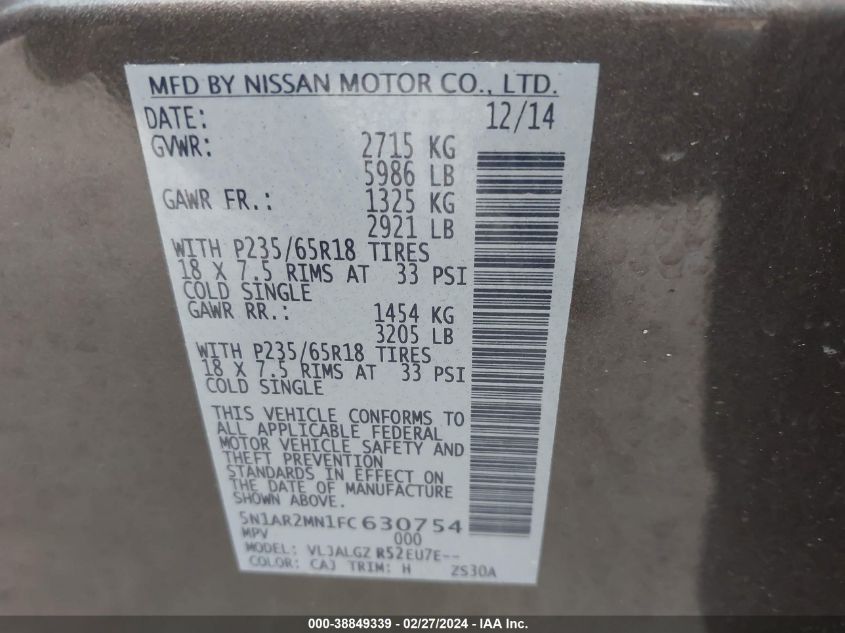 MFD BY NISSAN MOTOR CO., LTD.
DATE: 12/14
GVWR: 2715 KG
5986 LB
GAWR FR.: 1325 KG
2921 LB
WITH P235/65R18 TIRES
18 X 7.5 RIMS AT 33 PSI
COLD SINGLE
GAWR RR.: 1454 KG
3205 LB
WITH P235/65R18 TIRES
18 X 7.5 RIMS AT 33 PSI
COLD SINGLE
THIS VEHICLE CONFORMS TO
ALL APPLICABLE FEDERAL
MOTOR VEHICLE SAFETY AND
THEFT PREVENTION
STANDARDS IN EFFECT ON
THE DATE OF MANUFACTURE
SHOWN ABOVE.
5N1AR2MN1FC630754
MPV 000
MODEL: VLJALGZ R52EU7E--
COLOR: CAJ TRIM: H ZS30A
000-38849339 / 02/27/2024 - IAA Inc.